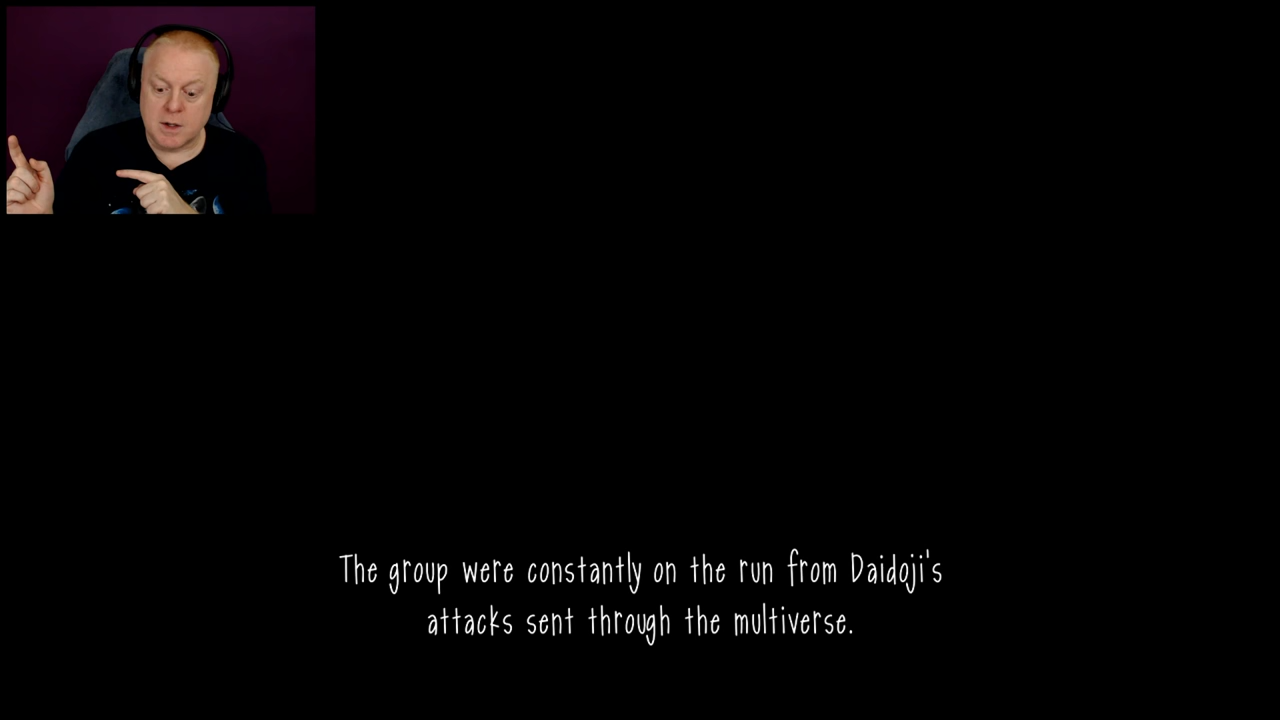 The group were constantly on the run from Daidoji's
attacks sent through the multiverse.